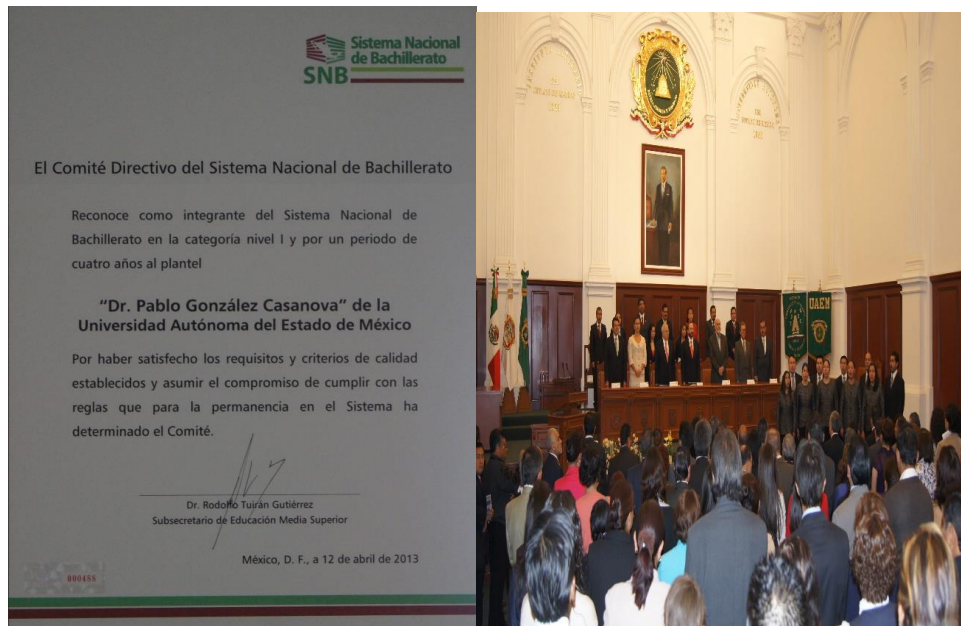 Sistema Nacional
de Bachillerato
SNB
El Comité Directivo del Sistema Nacional de Bachillerato
Reconoce como integrante del Sistema Nacional de
Bachillerato en la categoría nivel I y por un periodo de
cuatro años al plantel
“Dr. Pablo González Casanova” de la
Universidad Autónoma del Estado de México
Por haber satisfecho los requisitos y criterios de calidad
establecidos y asumir el compromiso de cumplir con las
reglas que para la permanencia en el Sistema ha
determinado el Comité.
Dr. Rodolfo Tuirán Gutiérrez
Subsecretario de Educación Media Superior
México, D. F., a 12 de abril de 2013
000488
UAEM